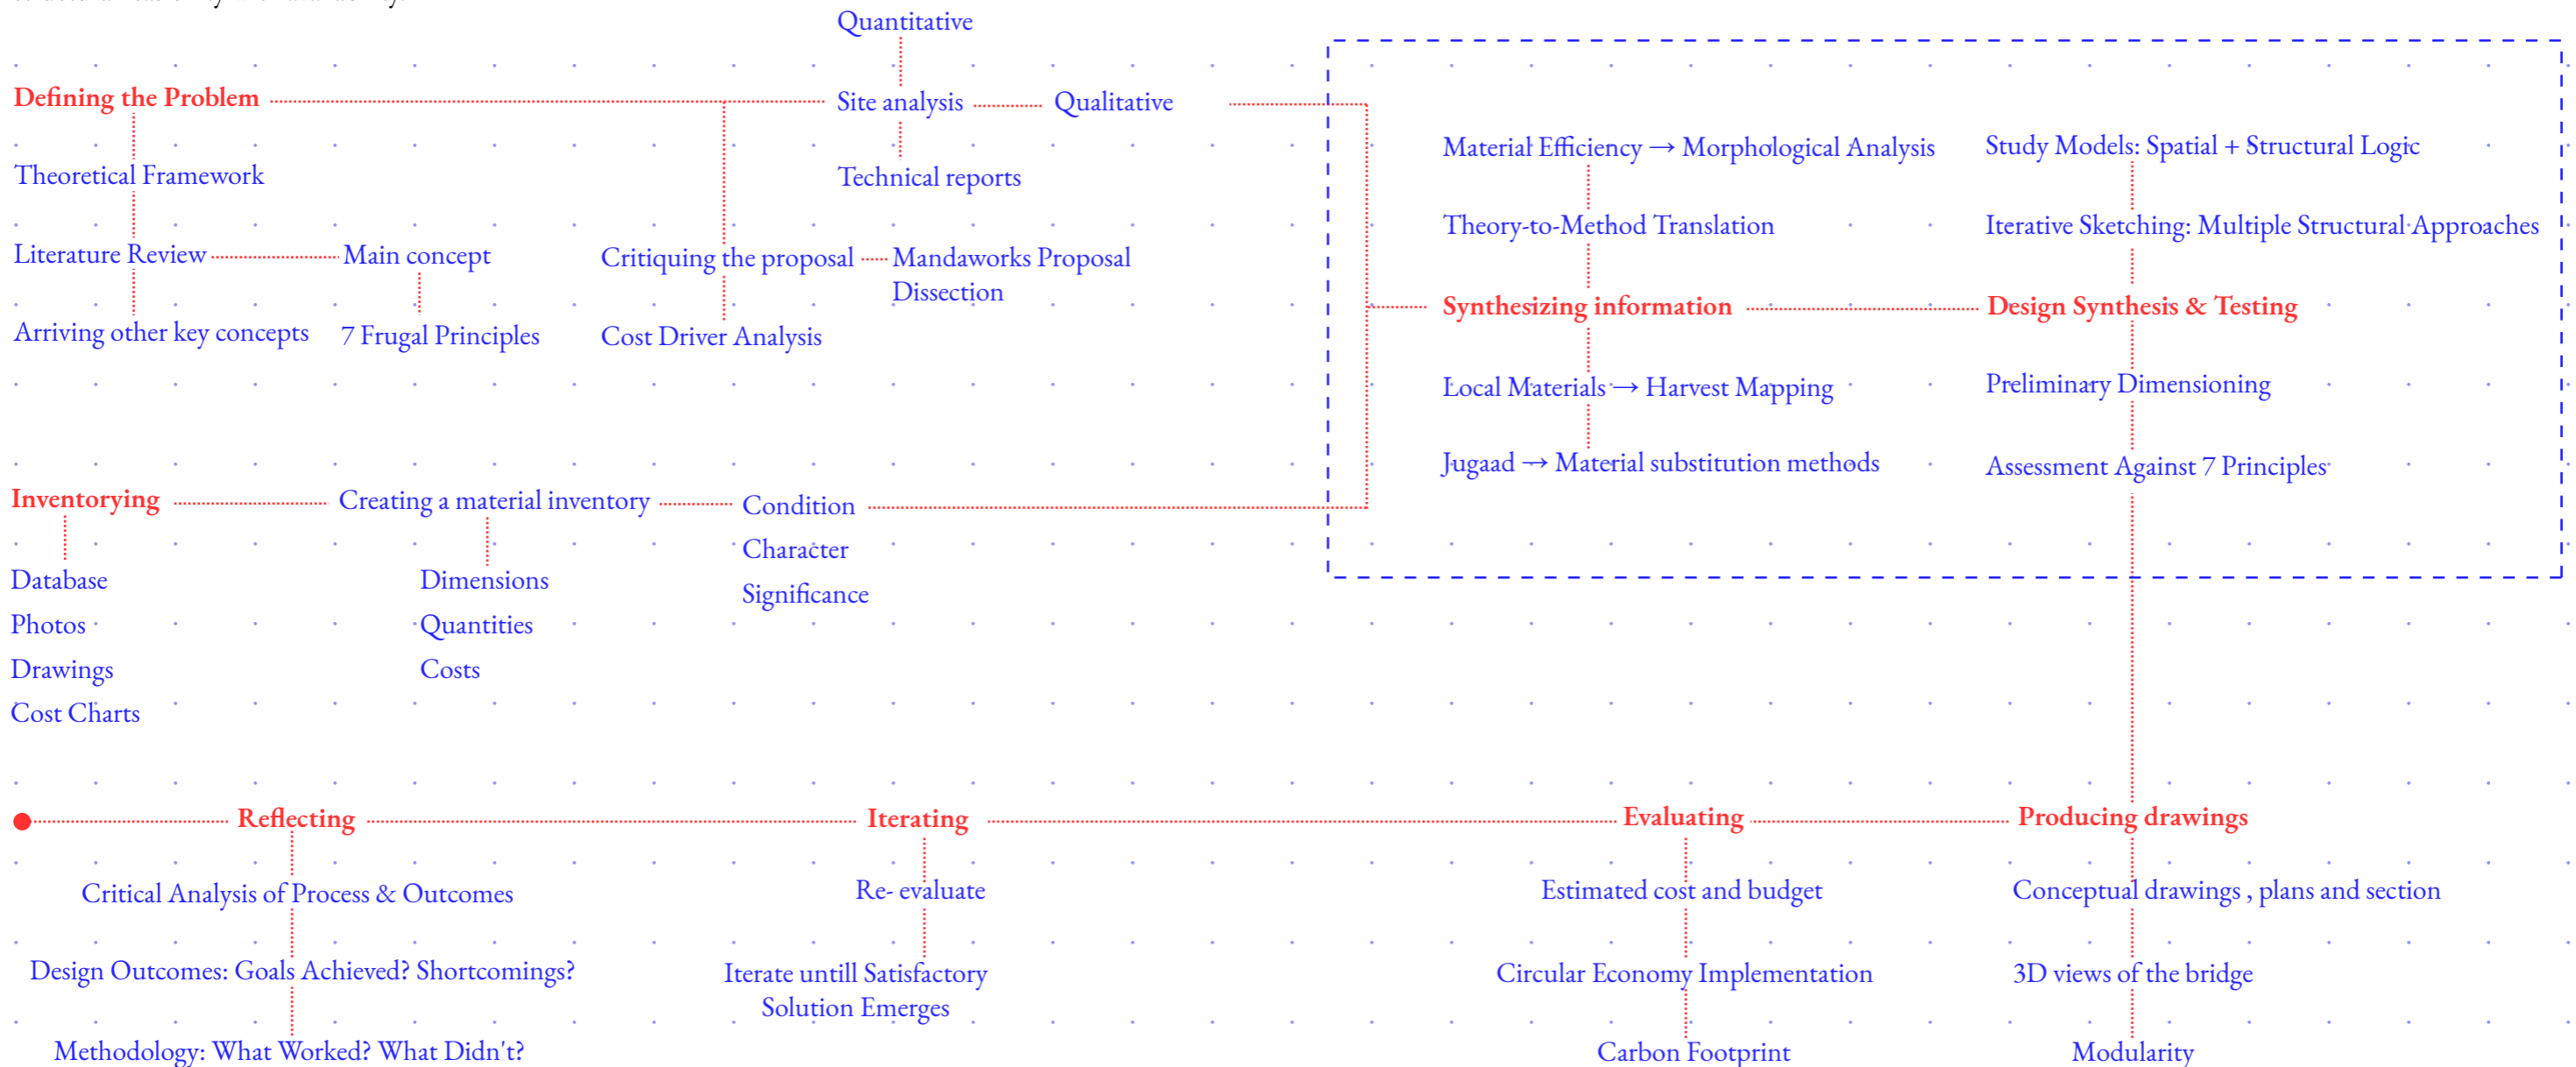 Quantitative
Defining the Problem
Site analysis
Qualitative
Theoretical Framework
Technical reports
Literature Review
Main concept
Critiquing the proposal
Mandaworks Proposal
Dissection
Arriving other key concepts
7 Frugal Principles
Cost Driver Analysis
Material Efficiency → Morphological Analysis
Theory-to-Method Translation
Synthesizing information
Local Materials → Harvest Mapping
Jugaad → Material substitution methods
Study Models: Spatial + Structural Logic
Iterative Sketching: Multiple Structural Approaches
Design Synthesis & Testing
Preliminary Dimensioning
Assessment Against 7 Principles
Inventorying
Creating a material inventory
Condition
Character
Significance
Database
Photos
Drawings
Cost Charts
Dimensions
Quantities
Costs
Reflecting
Iterating
Evaluating
Producing drawings
Critical Analysis of Process & Outcomes
Design Outcomes: Goals Achieved? Shortcomings?
Methodology: What Worked? What Didn't?
Re- evaluate
Iterate untill Satisfactory
Solution Emerges
Estimated cost and budget
Circular Economy Implementation
Carbon Footprint
Conceptual drawings , plans and section
3D views of the bridge
Modularity